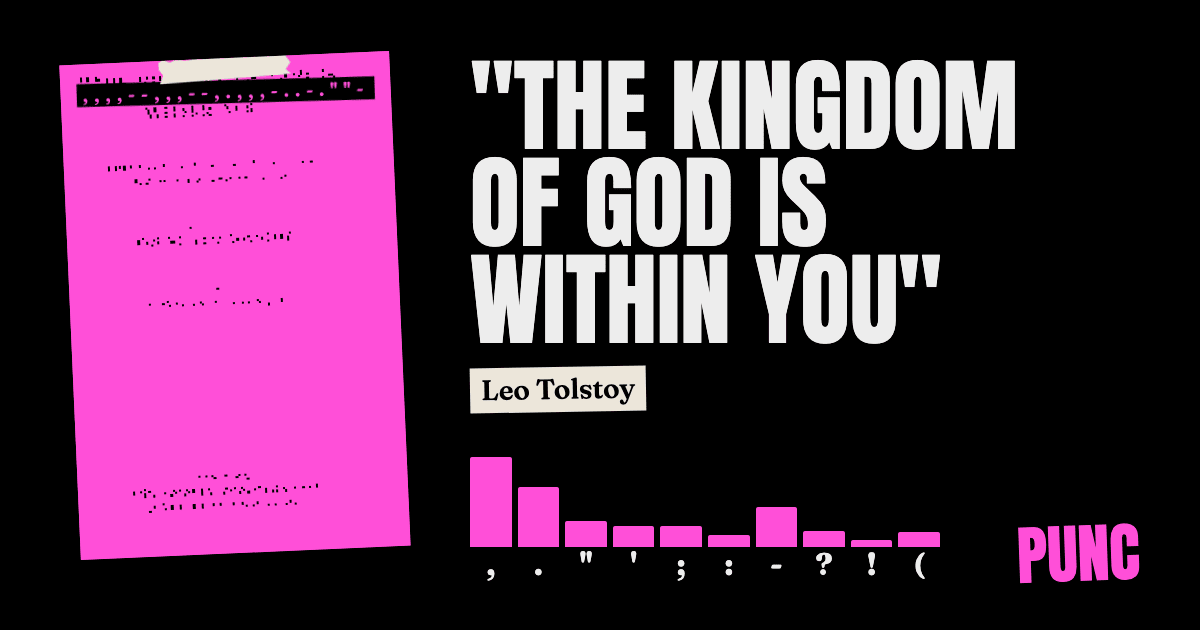 ,,,,--,,,--,.,,,-..-.""-
"THE KINGDOM
OF GOD IS
WITHIN YOU"
Leo Tolstoy
, . " ' ; : - ? ! (
PUNC